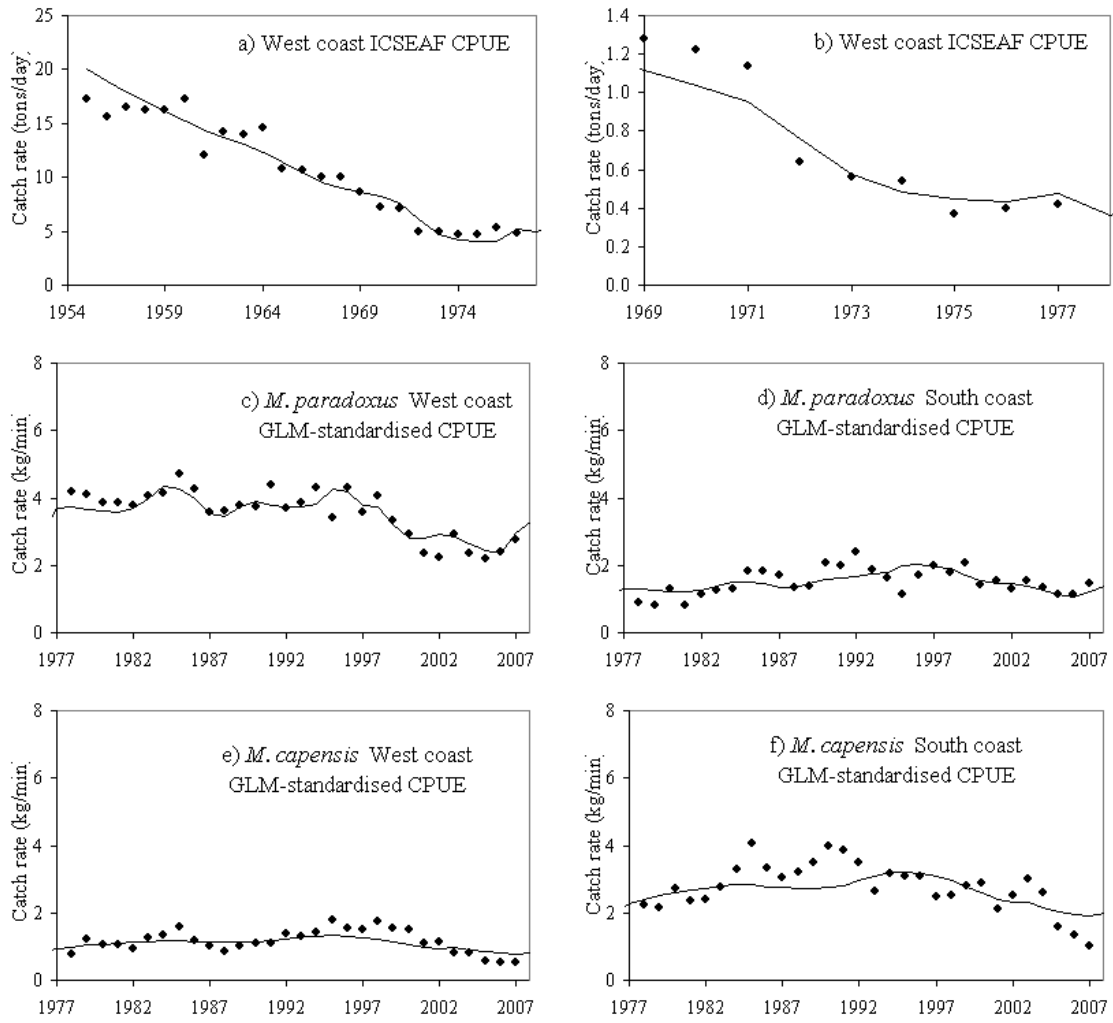 a) West coast ICSEAF CPUE
Catch rate (tons/day)
25
20
15
10
5
0
1954 1959 1964 1969 1974
b) West coast ICSEAF CPUE
Catch rate (tons/day)
1.4
1.2
1.0
0.8
0.6
0.4
0.2
0.0
1969 1971 1973 1975 1977
c) M. paradoxus West coast
GLM-standardised CPUE
Catch rate (kg/min)
8
6
4
2
0
1977 1982 1987 1992 1997 2002 2007
d) M. paradoxus South coast
GLM-standardised CPUE
Catch rate (kg/min)
8
6
4
2
0
1977 1982 1987 1992 1997 2002 2007
e) M. capensis West coast
GLM-standardised CPUE
Catch rate (kg/min)
8
6
4
2
0
1977 1982 1987 1992 1997 2002 2007
f) M. capensis South coast
GLM-standardised CPUE
Catch rate (kg/min)
8
6
4
2
0
1977 1982 1987 1992 1997 2002 2007